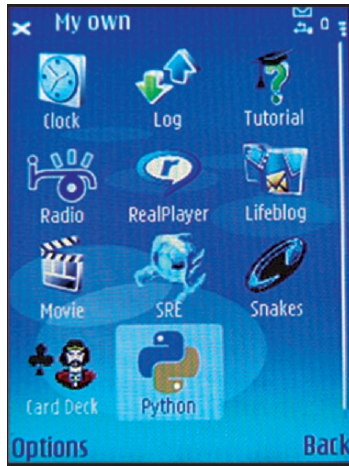 My own
Clock Log Tutorial
Radio RealPlayer Lifeblog
Movie SRE Snakes
Card Deck Python
Options Back